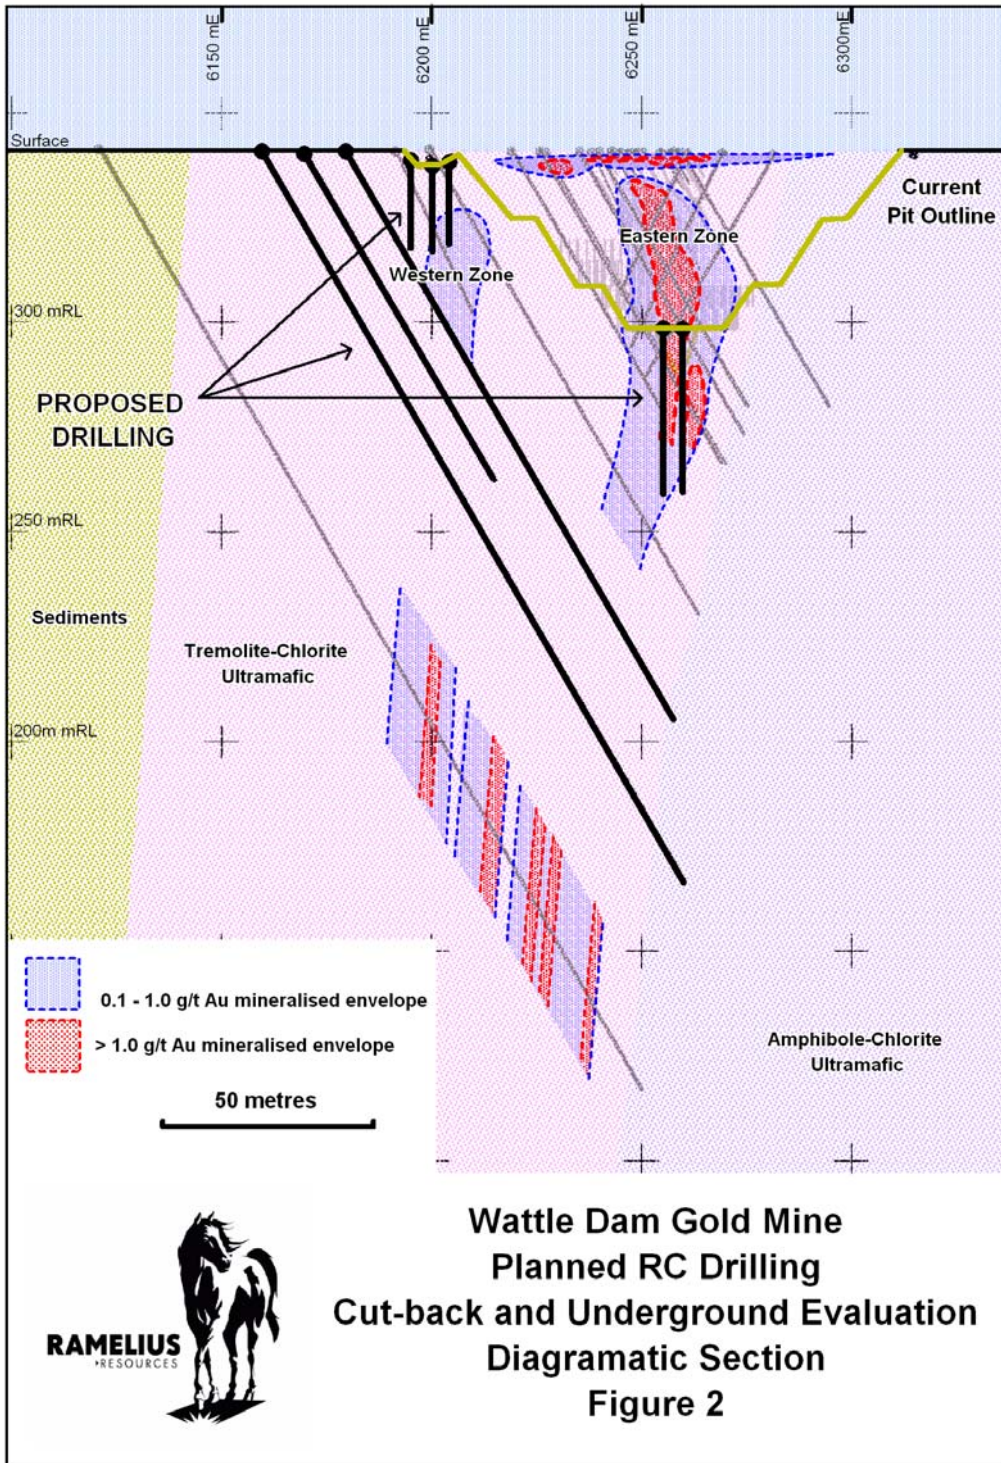 6150 mE
6200 mE
6250 mE
6300mE
Surface
Current
Pit Outline
Eastern Zone
Western Zone
300 mRL
PROPOSED
DRILLING
250 mRL
Sediments
Tremolite-Chlorite
Ultramafic
200m mRL
0.1 - 1.0 g/t Au mineralised envelope
> 1.0 g/t Au mineralised envelope
Amphibole-Chlorite
Ultramafic
50 metres
Wattle Dam Gold Mine
Planned RC Drilling
Cut-back and Underground Evaluation
Diagramatic Section
Figure 2
RAMELIUS
RESOURCES